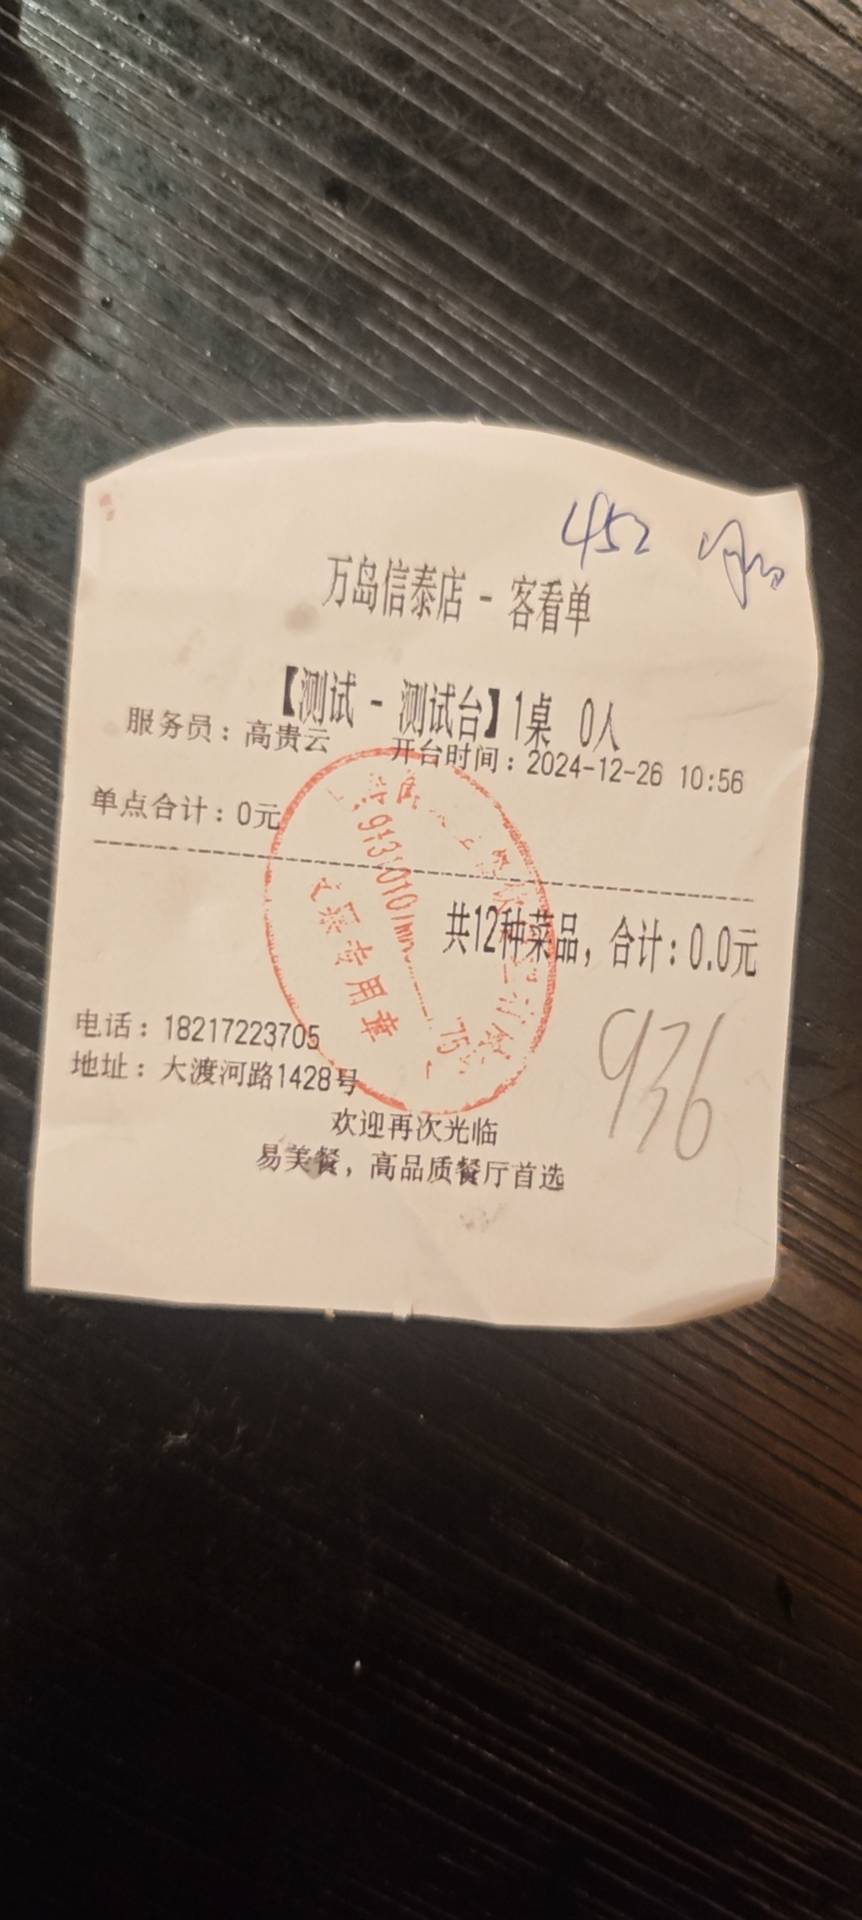 452
万岛信泰店 - 客看单
【测试 - 测试台】1桌 0人
服务员：高贵云 开台时间：2024-12-26 10:56
单点合计：0元
共12种菜品，合计：0.0元
936
电话：18217223705
地址：大渡河路1428号
欢迎再次光临
易美餐，高品质餐厅首选
专用章